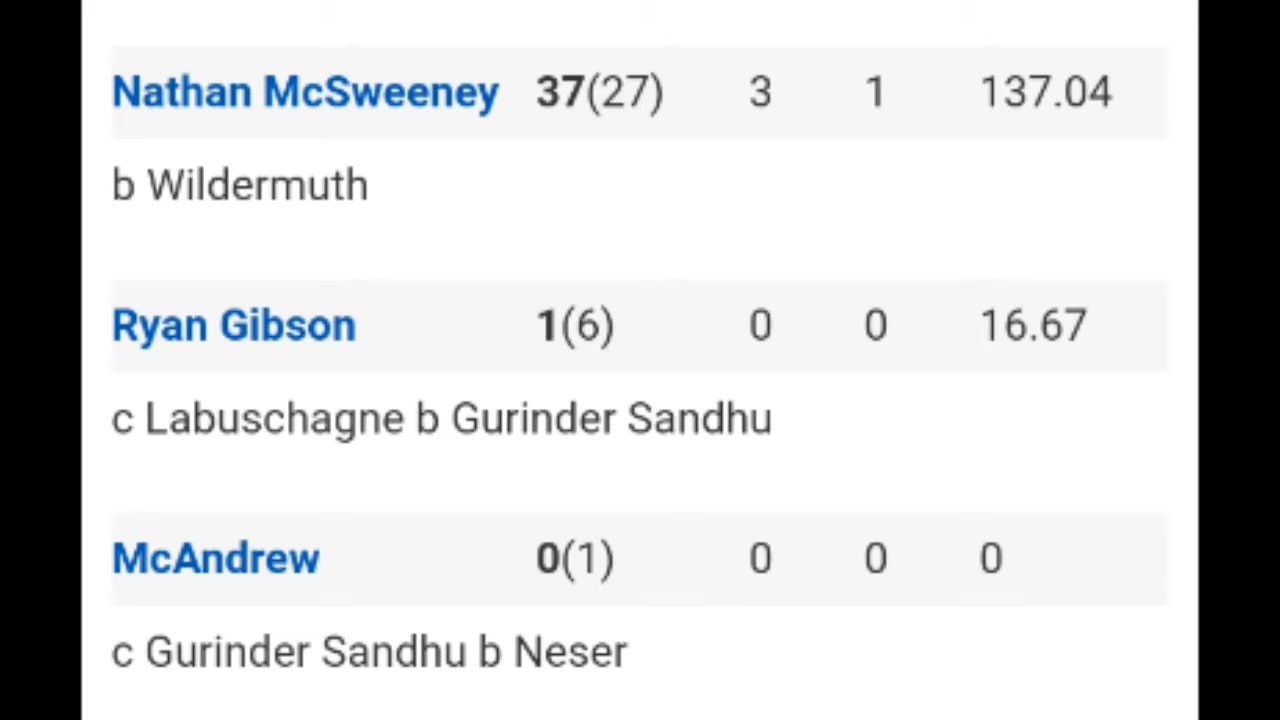 Nathan McSweeney 37(27) 3 1 137.04
b Wildermuth
Ryan Gibson 1(6) 0 0 16.67
c Labuschagne b Gurinder Sandhu
McAndrew 0(1) 0 0 0
c Gurinder Sandhu b Neser